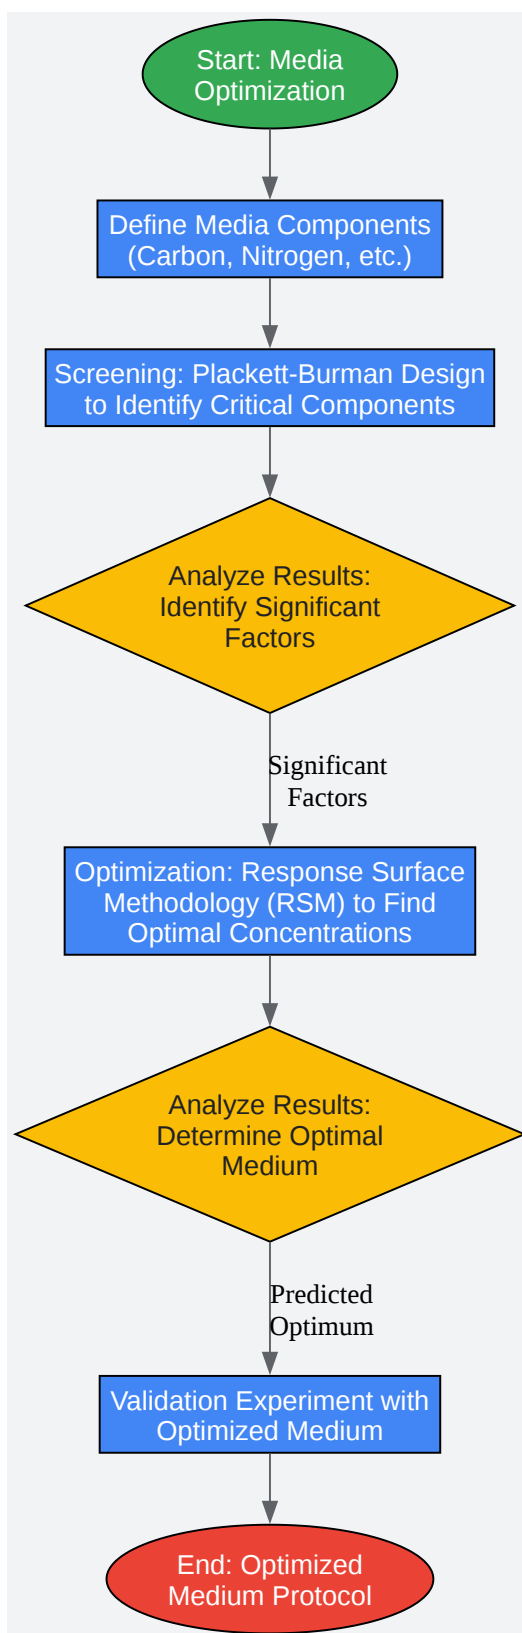 Start: Media
Optimization
Define Media Components
(Carbon, Nitrogen, etc.)
Screening: Plackett-Burman Design
to Identify Critical Components
Analyze Results:
Identify Significant
Factors
Significant
Factors
Optimization: Response Surface
Methodology (RSM) to Find
Optimal Concentrations
Analyze Results:
Determine Optimal
Medium
Predicted
Optimum
Validation Experiment with
Optimized Medium
End: Optimized
Medium Protocol